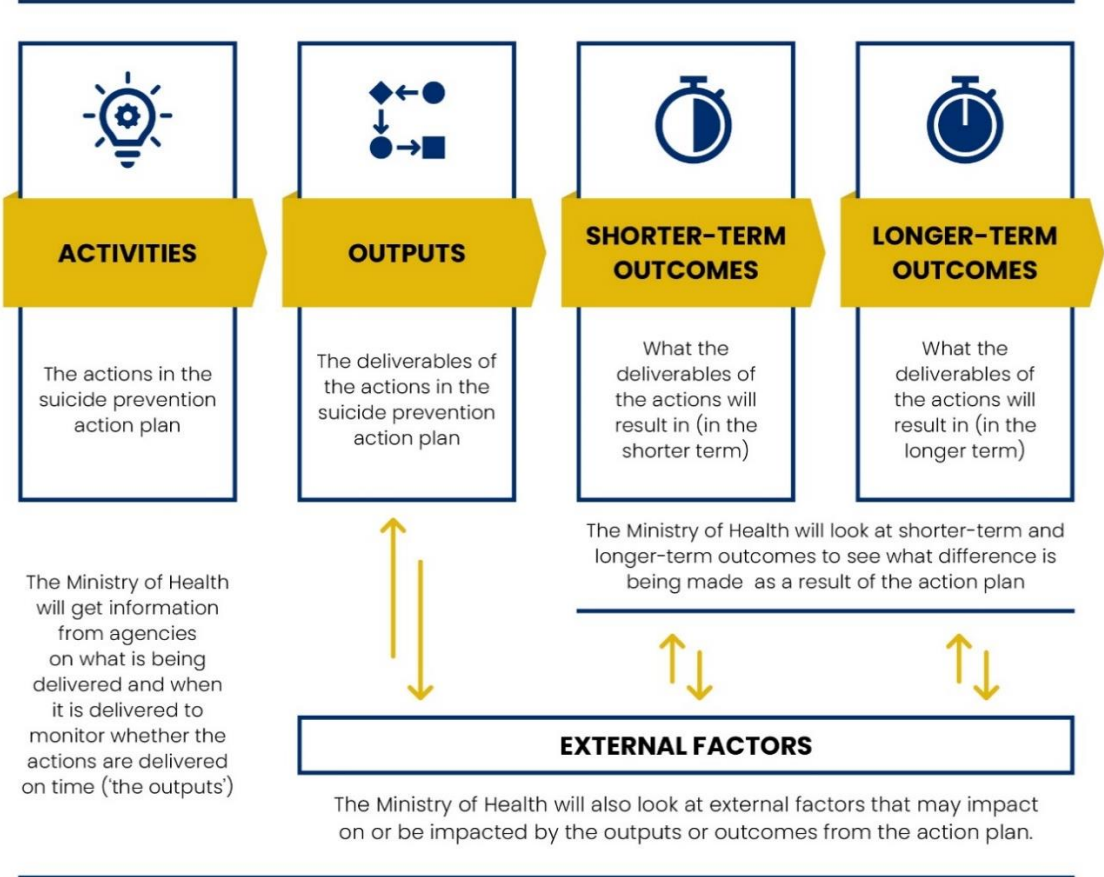 ACTIVITIES
The actions in the
suicide prevention
action plan
OUTPUTS
The deliverables of
the actions in the
suicide prevention
action plan
SHORTER-TERM
OUTCOMES
What the
deliverables of
the actions will
result in (in the
shorter term)
LONGER-TERM
OUTCOMES
What the
deliverables of
the actions will
result in (in the
longer term)
The Ministry of Health
will get information
from agencies
on what is being
delivered and when
it is delivered to
monitor whether the
actions are delivered
on time (‘the outputs’)
The Ministry of Health will look at shorter-term and
longer-term outcomes to see what difference is
being made as a result of the action plan
EXTERNAL FACTORS
The Ministry of Health will also look at external factors that may impact
on or be impacted by the outputs or outcomes from the action plan.